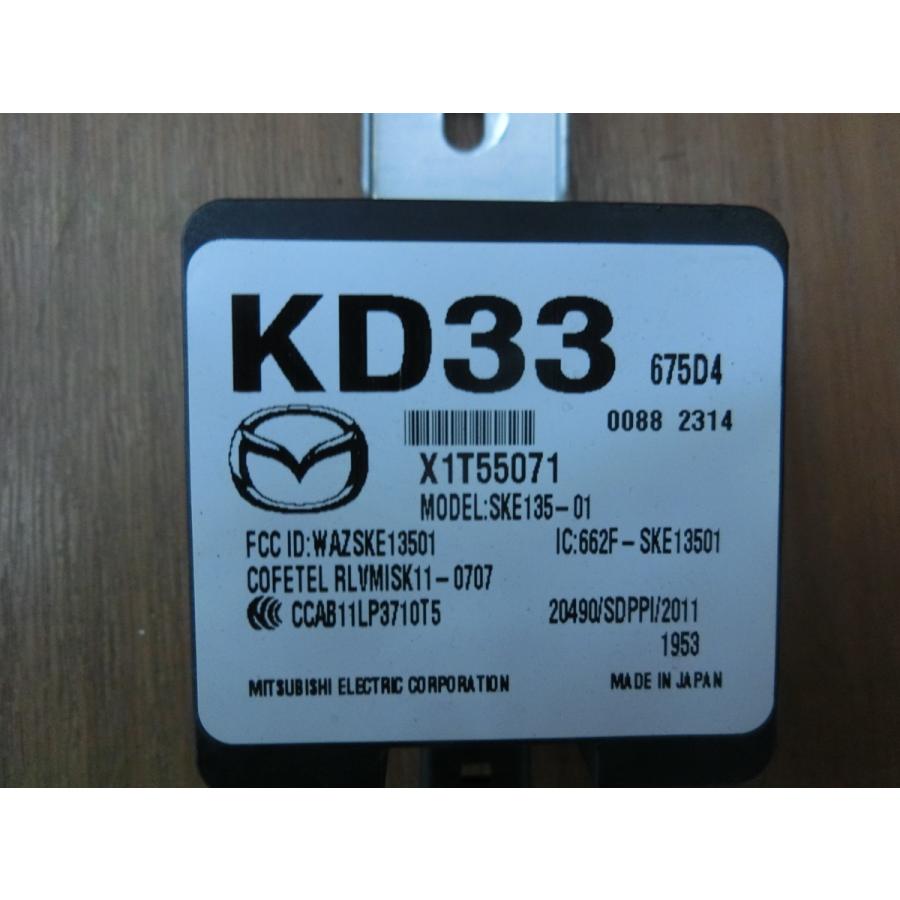 KD33 675D4
0088 2314
X1T55071
MODEL:SKE135-01
FCC ID:WAZSKE13501 IC:662F-SKE13501
COFETEL RLVMISK11-0707
CCAB11LP3710T5 20490/SDPPI/2011
1953
MITSUBISHI ELECTRIC CORPORATION MADE IN JAPAN